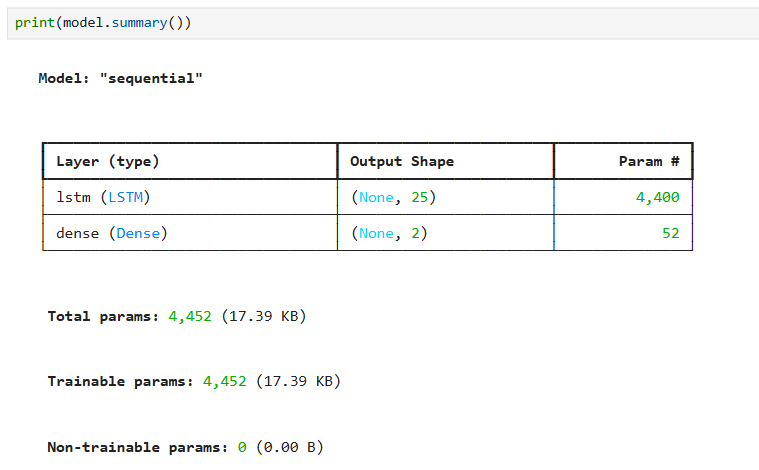 print(model.summary())
Model: "sequential"
Layer (type) Output Shape Param #
lstm (LSTM) (None, 25) 4,400
dense (Dense) (None, 2) 52
Total params: 4,452 (17.39 KB)
Trainable params: 4,452 (17.39 KB)
Non-trainable params: 0 (0.00 B)